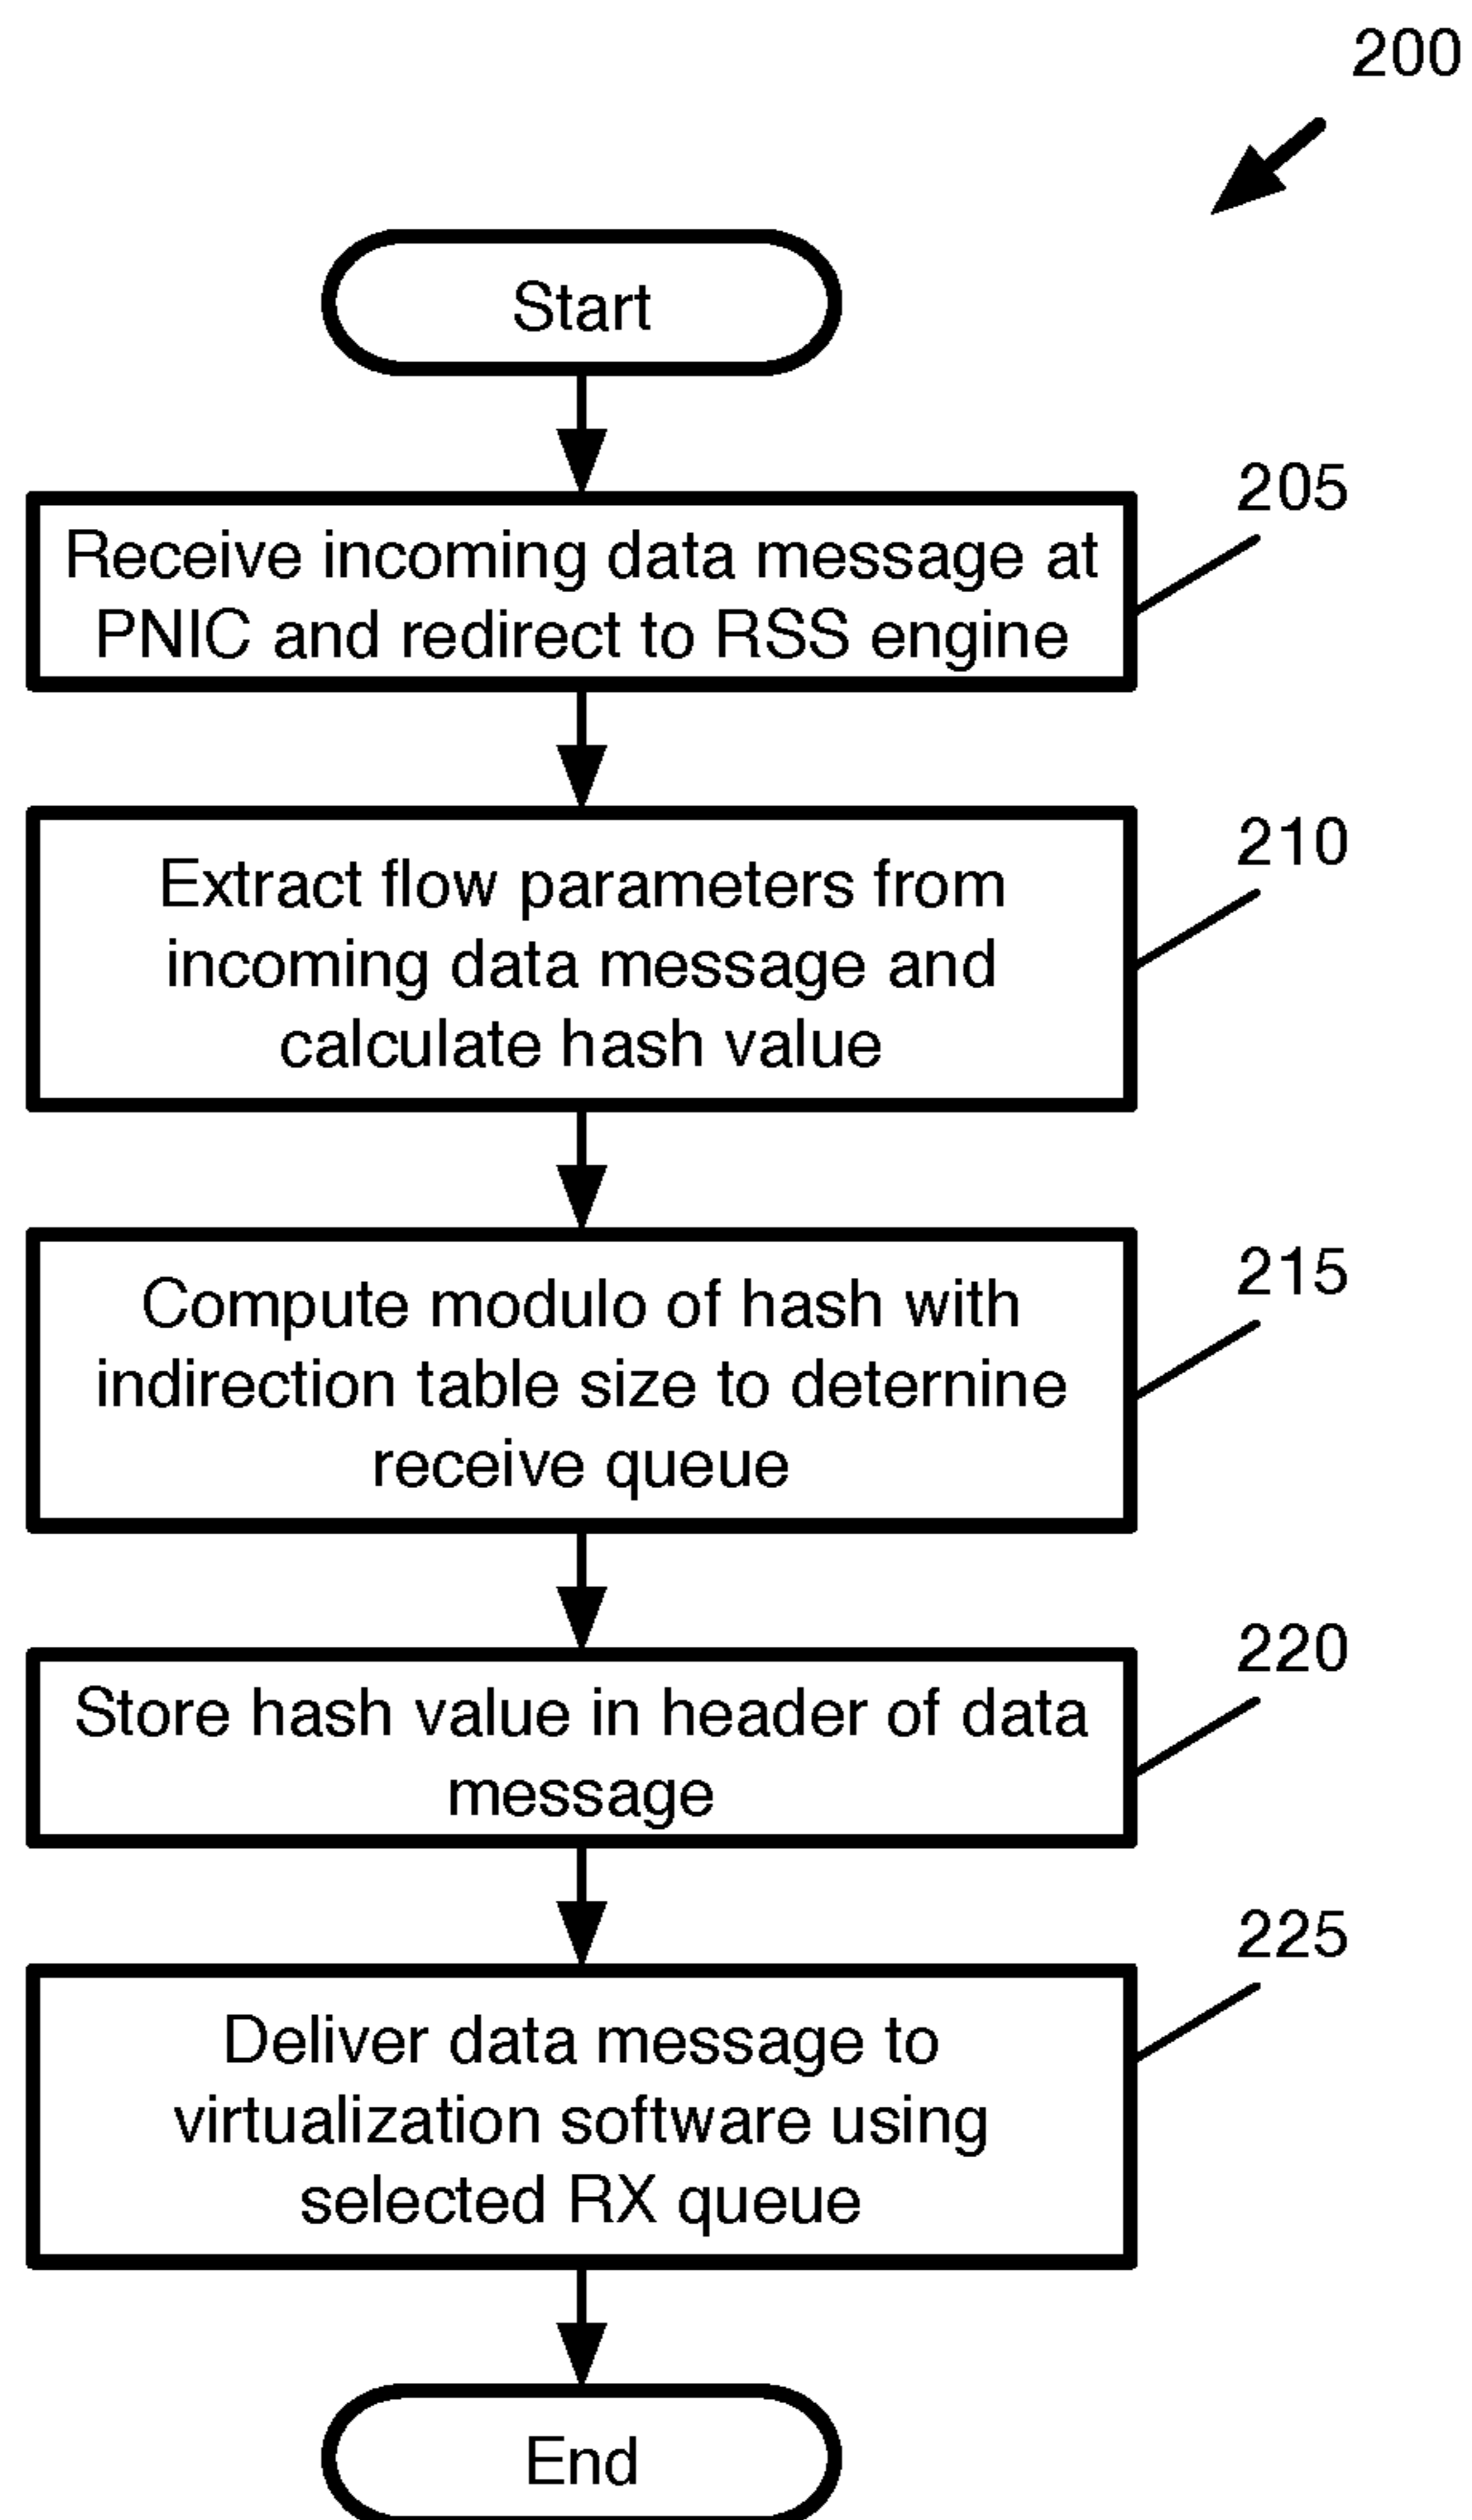 200
Start
205
Receive incoming data message at
PNIC and redirect to RSS engine
210
Extract flow parameters from
incoming data message and
calculate hash value
215
Compute modulo of hash with
indirection table size to deternine
receive queue
220
Store hash value in header of data
message
225
Deliver data message to
virtualization software using
selected RX queue
End